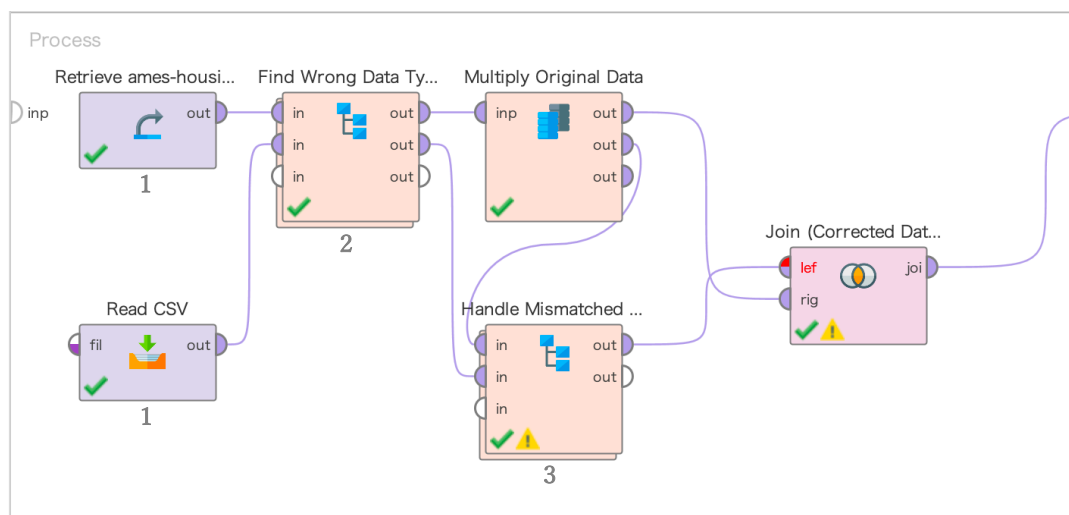 Process
Retrieve ames-housi...
Find Wrong Data Ty...
Multiply Original Data
inp
out
in
out
inp
out
in
out
out
in
out
out
1
2
Join (Corrected Dat...
lef
joi
rig
Read CSV
Handle Mismatched ...
fil
out
in
out
in
out
in
1
3